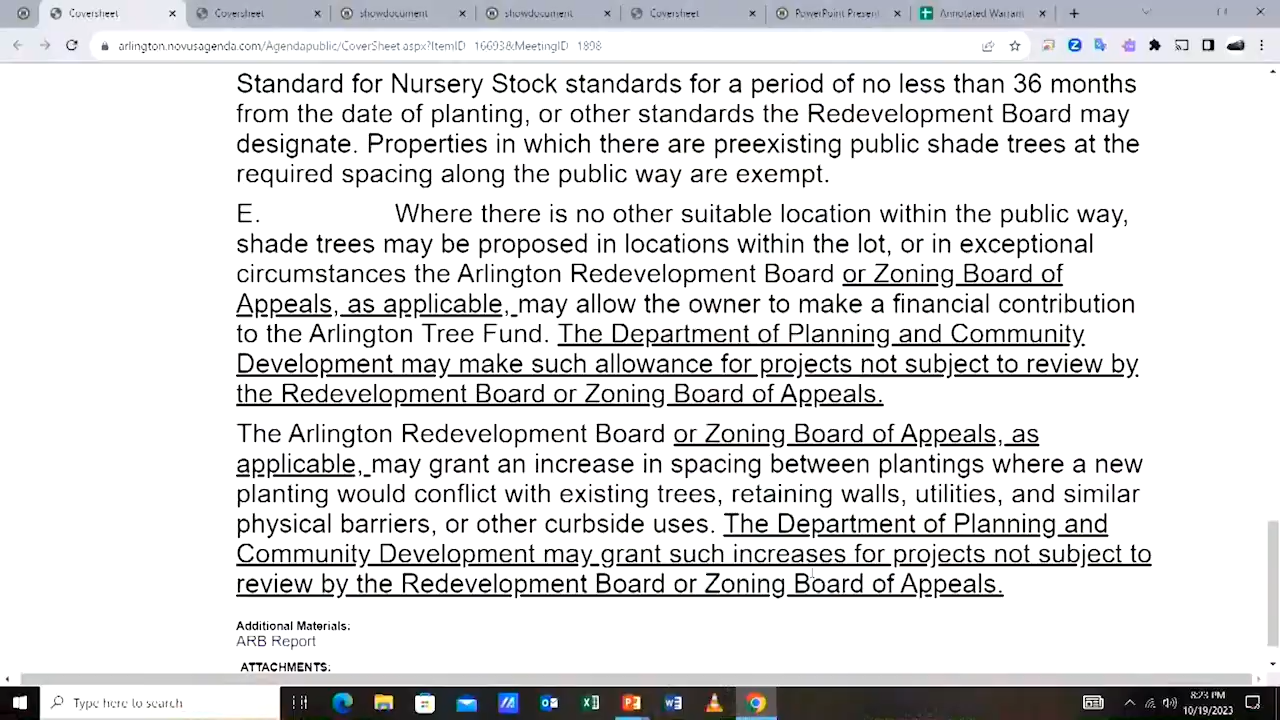 Coversheet
Coversheet
showdocument
showdocument
Coversheet
PowerPoint Present
Annotated Warrant
arlington.novusagenda.com/Agendapublic/CoverSheet.aspx?ItemID=16693&MeetingID=1898
Standard for Nursery Stock standards for a period of no less than 36 months
from the date of planting, or other standards the Redevelopment Board may
designate. Properties in which there are preexisting public shade trees at the
required spacing along the public way are exempt.
E. Where there is no other suitable location within the public way,
shade trees may be proposed in locations within the lot, or in exceptional
circumstances the Arlington Redevelopment Board or Zoning Board of
Appeals, as applicable, may allow the owner to make a financial contribution
to the Arlington Tree Fund. The Department of Planning and Community
Development may make such allowance for projects not subject to review by
the Redevelopment Board or Zoning Board of Appeals.
The Arlington Redevelopment Board or Zoning Board of Appeals, as
applicable, may grant an increase in spacing between plantings where a new
planting would conflict with existing trees, retaining walls, utilities, and similar
physical barriers, or other curbside uses. The Department of Planning and
Community Development may grant such increases for projects not subject to
review by the Redevelopment Board or Zoning Board of Appeals.
Additional Materials:
ARB Report
ATTACHMENTS:
Type here to search
8:23 PM
10/19/2023